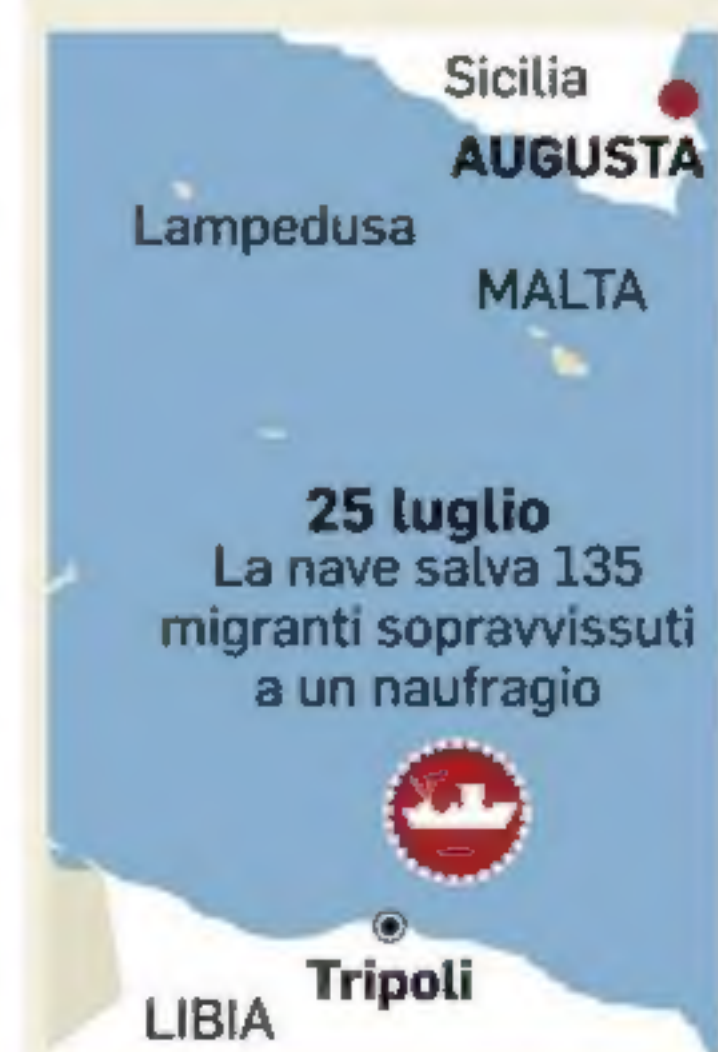 Sicilia
AUGUSTA
Lampedusa
MALTA
25 luglio
La nave salva 135
migranti sopravvissuti
a un naufragio
Tripoli
LIBIA